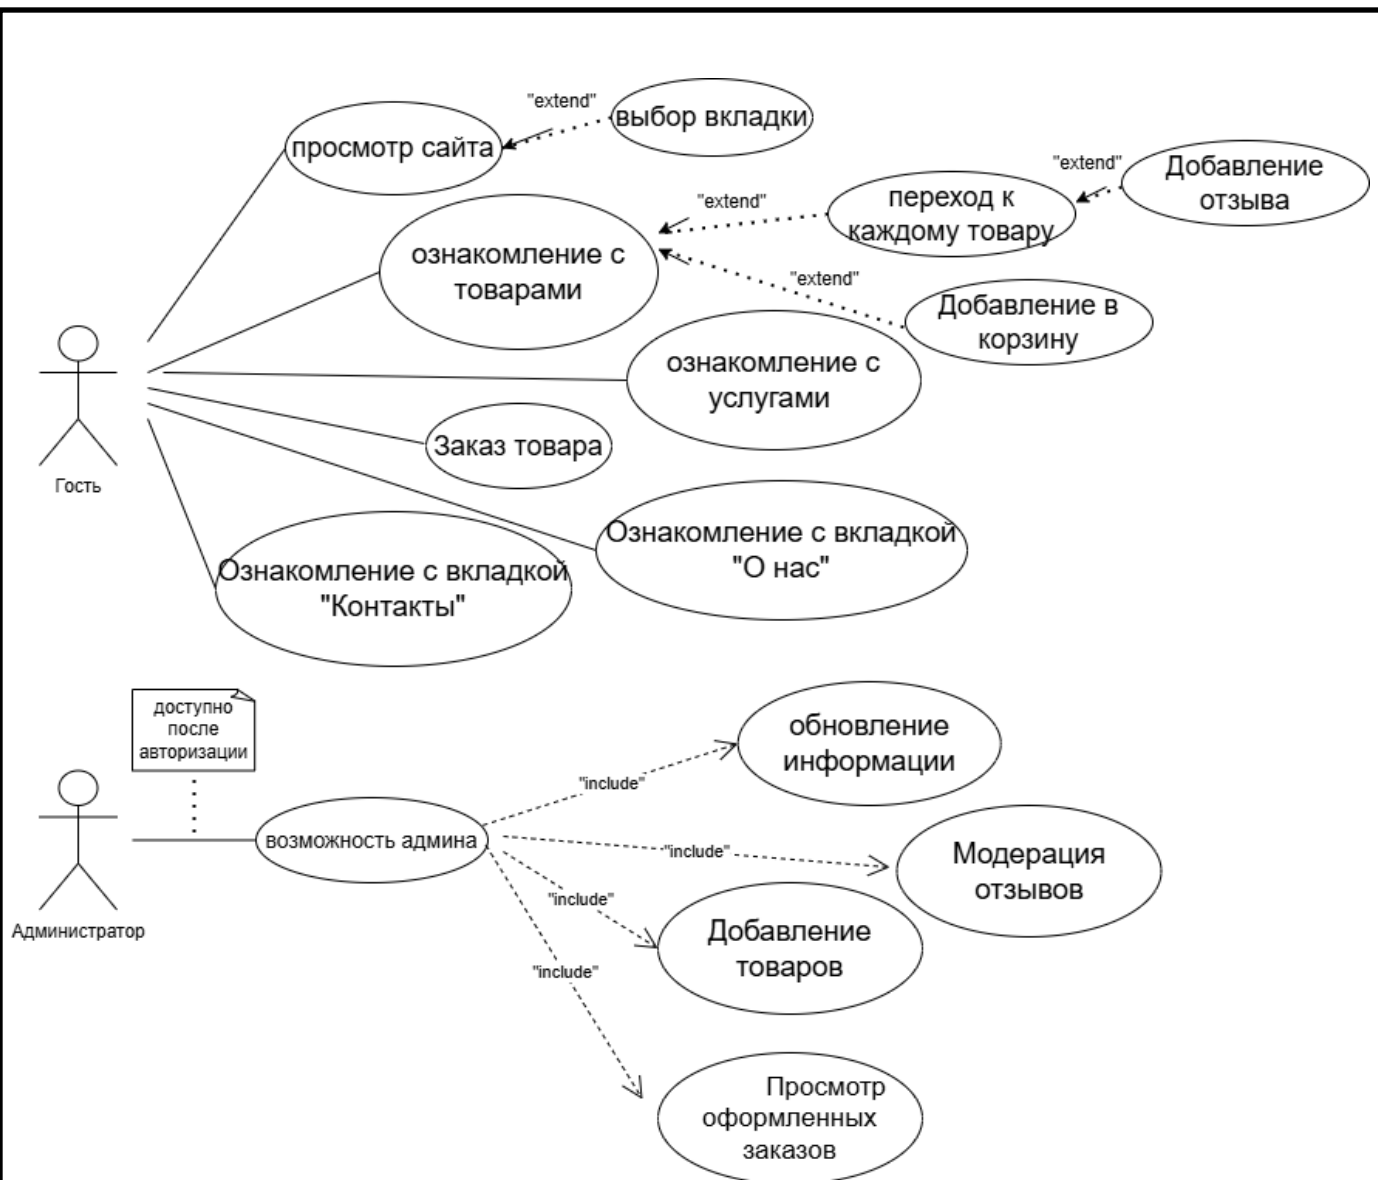 "extend"
выбор вкладки
просмотр сайта
"extend"
Добавление
отзыва
"extend"
переход к
каждому товару
ознакомление с
товарами
"extend"
Добавление в
корзину
ознакомление с
услугами
Заказ товара
Гость
Ознакомление с вкладкой
"О нас"
Ознакомление с вкладкой
"Контакты"
доступно
после
авторизации
обновление
информации
"include"
возможность админа
"include"
Модерация
отзывов
"include"
Добавление
товаров
Администратор
"include"
Просмотр
оформленных
заказов